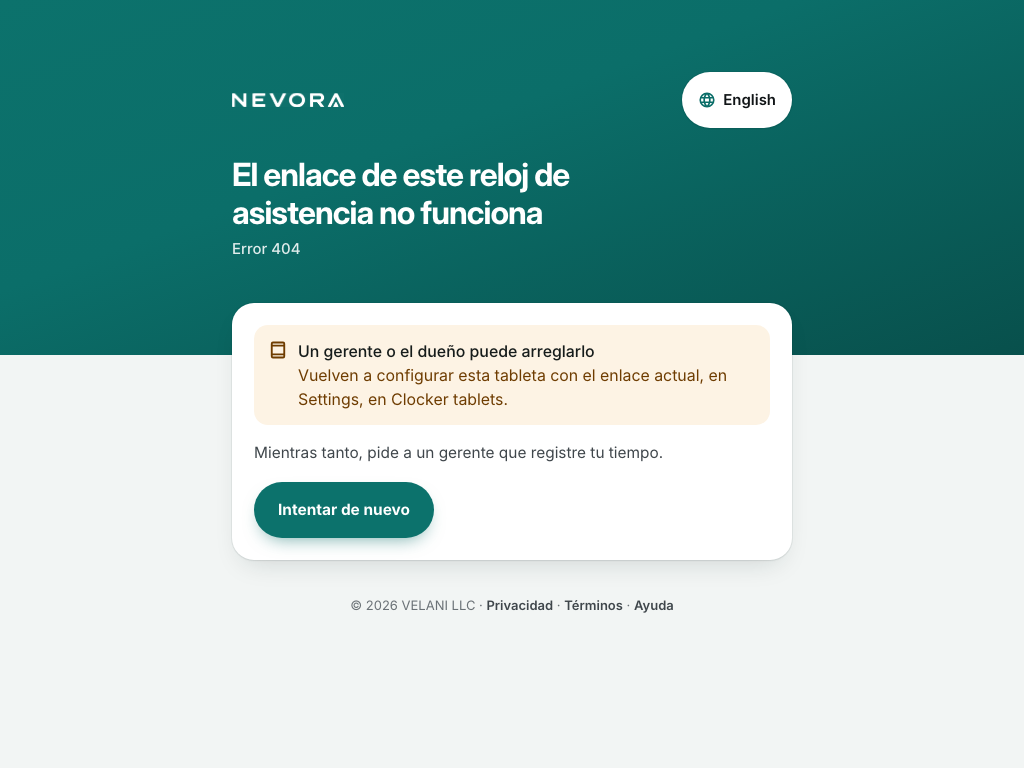 NEVORA
English
El enlace de este reloj de
asistencia no funciona
Error 404
Un gerente o el dueño puede arreglarlo
Vuelven a configurar esta tableta con el enlace actual, en
Settings, en Clocker tablets.
Mientras tanto, pide a un gerente que registre tu tiempo.
Intentar de nuevo
© 2026 VELANI LLC · Privacidad · Términos · Ayuda